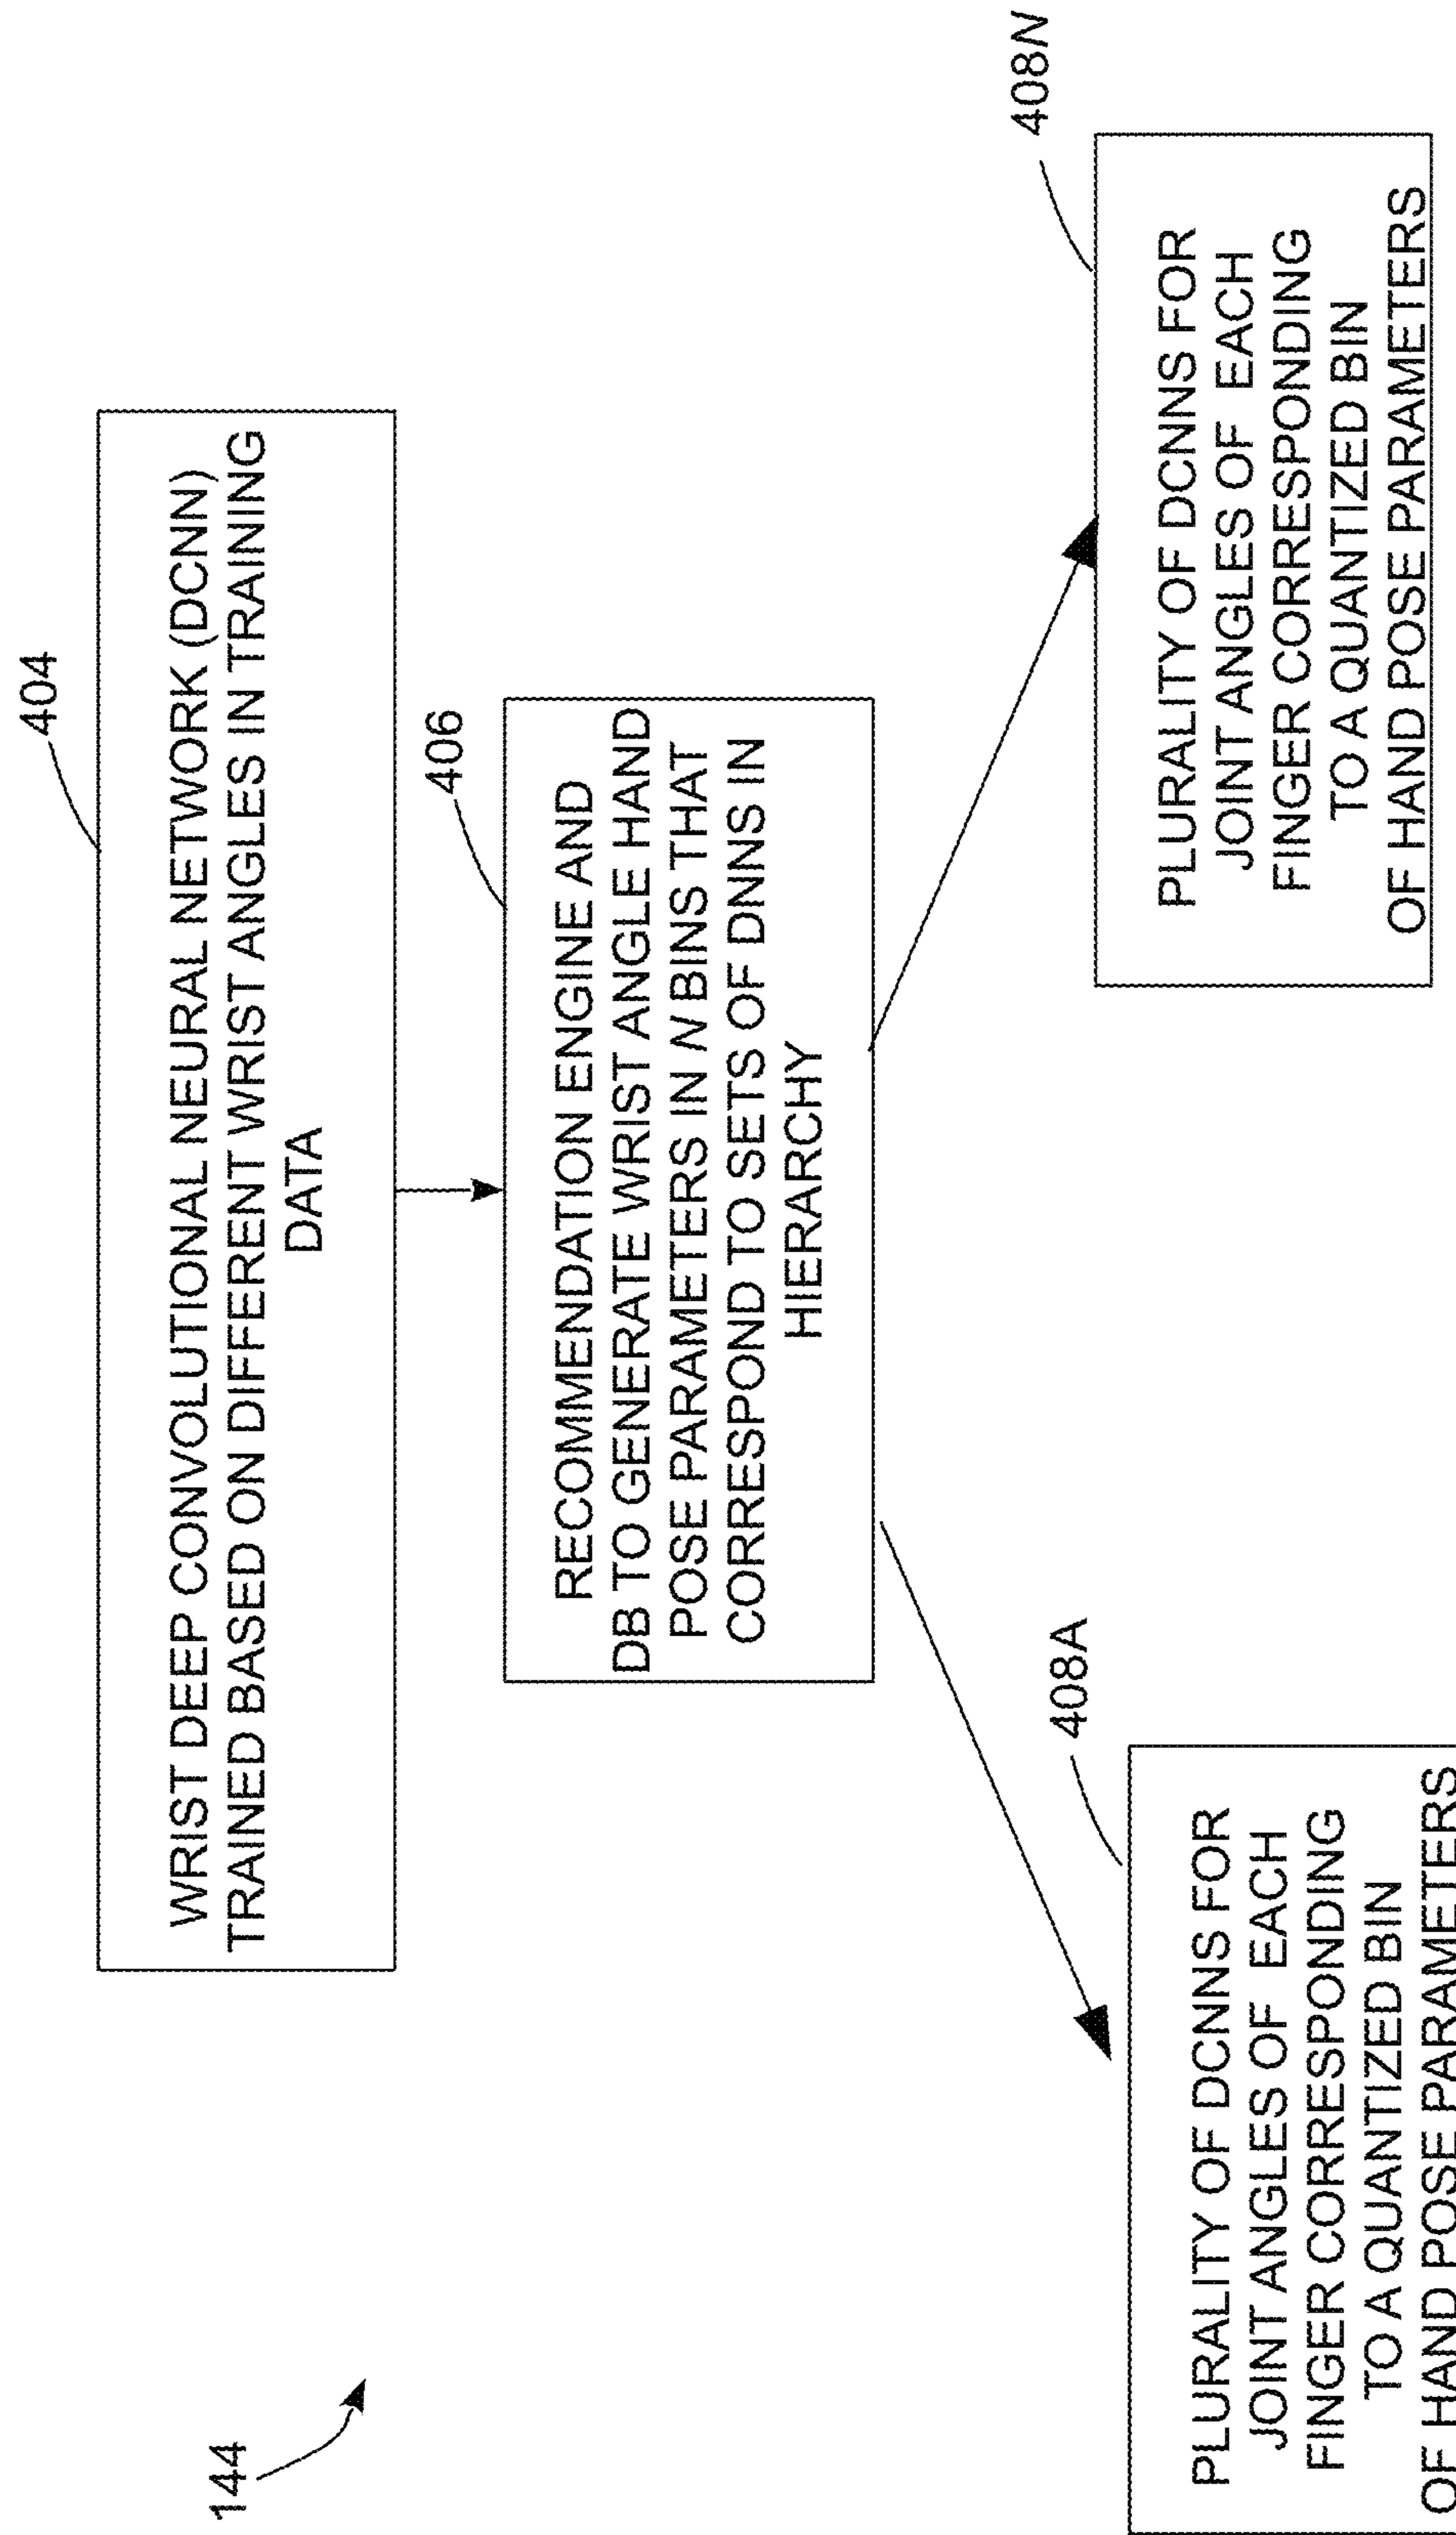 144
404
WRIST DEEP CONVOLUTIONAL NEURAL NETWORK (DCNN)
TRAINED BASED ON DIFFERENT WRIST ANGLES IN TRAINING
DATA
406
RECOMMENDATION ENGINE AND
DB TO GENERATE WRIST ANGLE HAND
POSE PARAMETERS IN N BINS THAT
CORRESPOND TO SETS OF DNNS IN
HIERARCHY
408A
PLURALITY OF DCNNS FOR
JOINT ANGLES OF EACH
FINGER CORRESPONDING
TO A QUANTIZED BIN
OF HAND POSE PARAMETERS
408N
PLURALITY OF DCNNS FOR
JOINT ANGLES OF EACH
FINGER CORRESPONDING
TO A QUANTIZED BIN
OF HAND POSE PARAMETERS